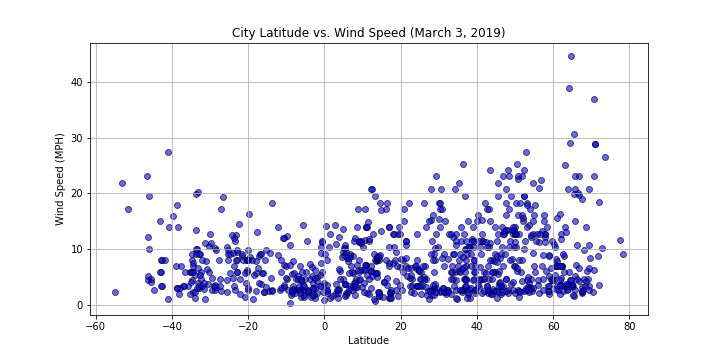 City Latitude vs. Wind Speed (March 3, 2019)
40
30
20
10
0
Wind Speed (MPH)
−60 −40 −20 0 20 40 60 80
Latitude